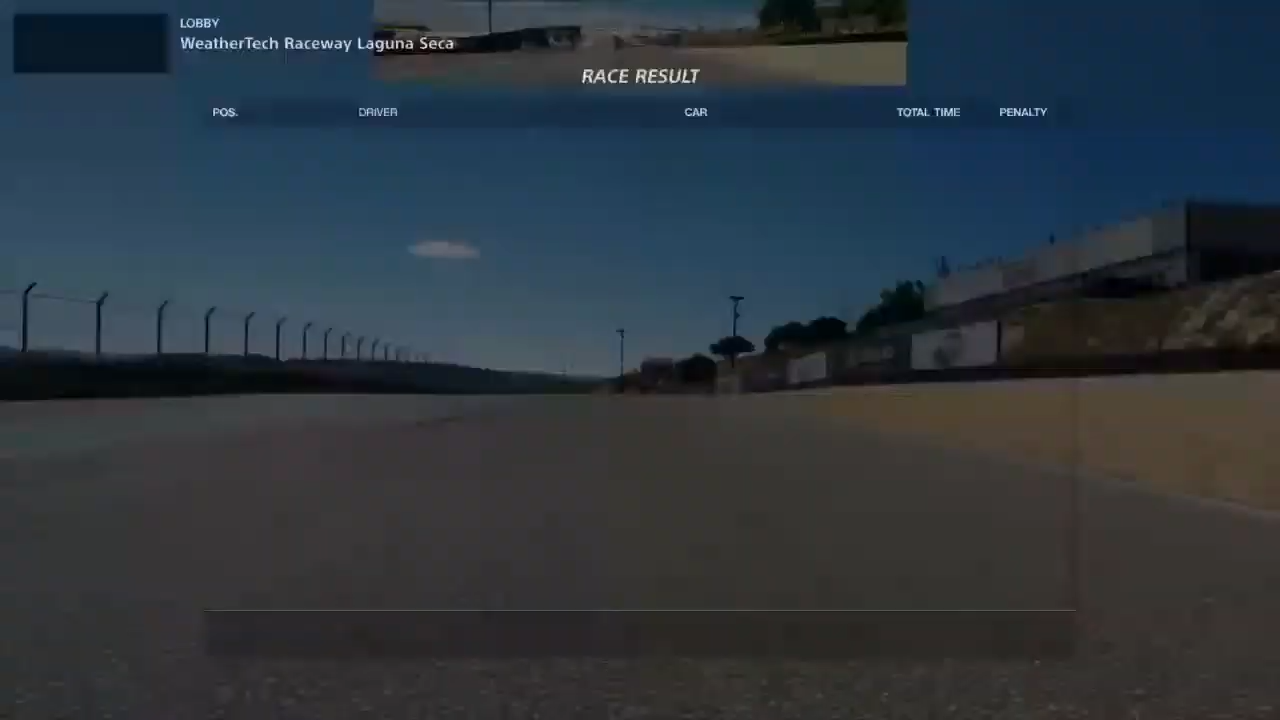 LOBBY
WeatherTech Raceway Laguna Seca
RACE RESULT
POS. DRIVER CAR TOTAL TIME PENALTY